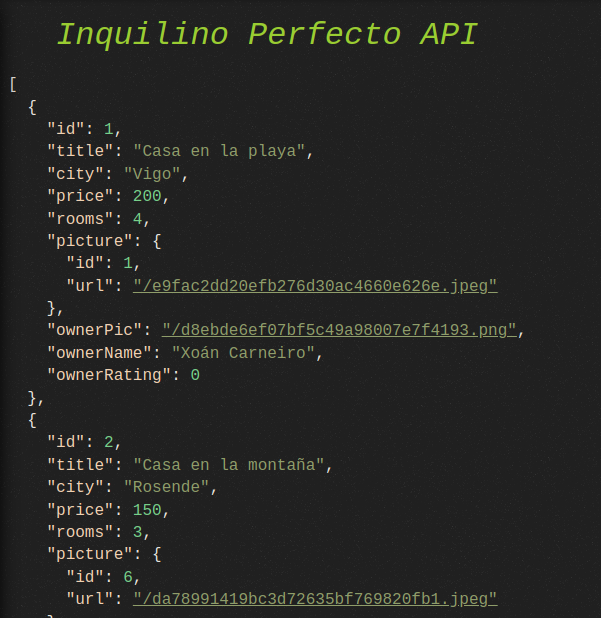 Inquilino Perfecto API
[
  {
    "id": 1,
    "title": "Casa en la playa",
    "city": "Vigo",
    "price": 200,
    "rooms": 4,
    "picture": {
      "id": 1,
      "url": "/e9fac2dd20efb276d30ac4660e626e.jpeg"
    },
    "ownerPic": "/d8ebde6ef07bf5c49a98007e7f4193.png",
    "ownerName": "Xoán Carneiro",
    "ownerRating": 0
  },
  {
    "id": 2,
    "title": "Casa en la montaña",
    "city": "Rosende",
    "price": 150,
    "rooms": 3,
    "picture": {
      "id": 6,
      "url": "/da78991419bc3d72635bf769820fb1.jpeg"